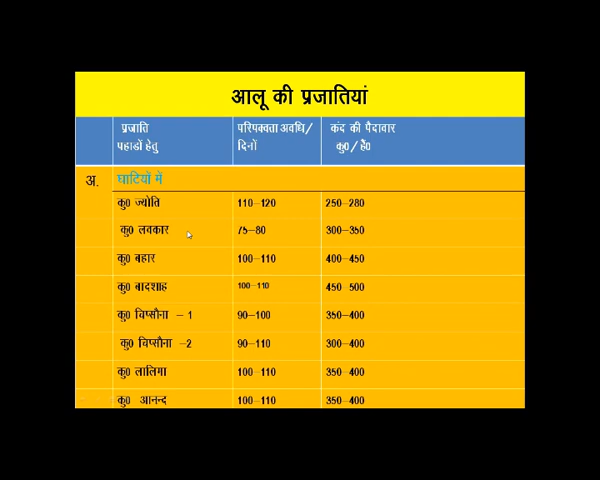 आलू की प्रजातियां
प्रजाति परिपक्वता अवधि/ कंद की पैदावार
पहाडों हेतु दिनों कु0/हैं0
अ. घाटियों में
कु0 ज्योति 110–120 250–280
कु0 लवकार 75–80 300–350
कु0 बहार 100–110 400–450
कु0 बादशाह 100–110 450–500
कु0 चिप्सौना – 1 90–100 350–400
कु0 चिप्सौना –2 90–110 300–400
कु0 लालिमा 100–110 350–400
कु0 आनन्द 100–110 350–400